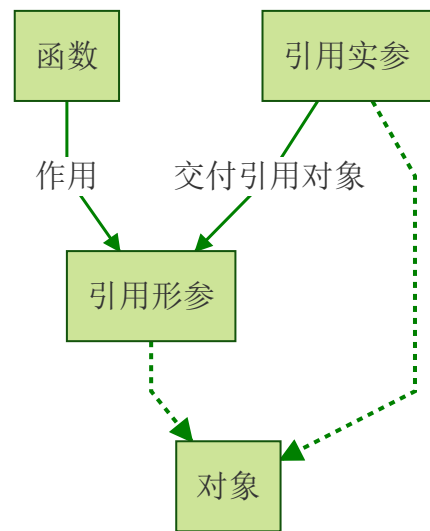 函数
引用实参
作用
交付引用对象
引用形参
对象